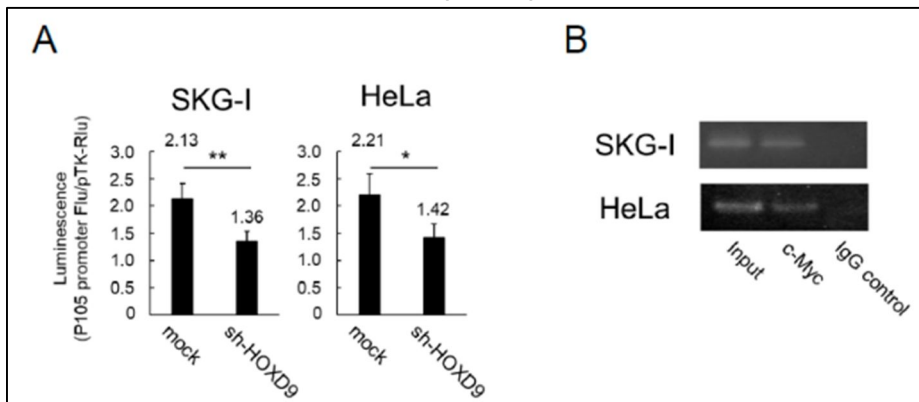 A
SKG-I
HeLa
Luminescence
(P105 promoter Flu/pTK-Rlu)
3.0
2.5
2.0
1.5
1.0
0.5
0
2.13
**
1.36
mock
sh-HOXD9
3.0
2.5
2.0
1.5
1.0
0.5
0
2.21
*
1.42
mock
sh-HOXD9
B
SKG-I
HeLa
Input
c-Myc
IgG control